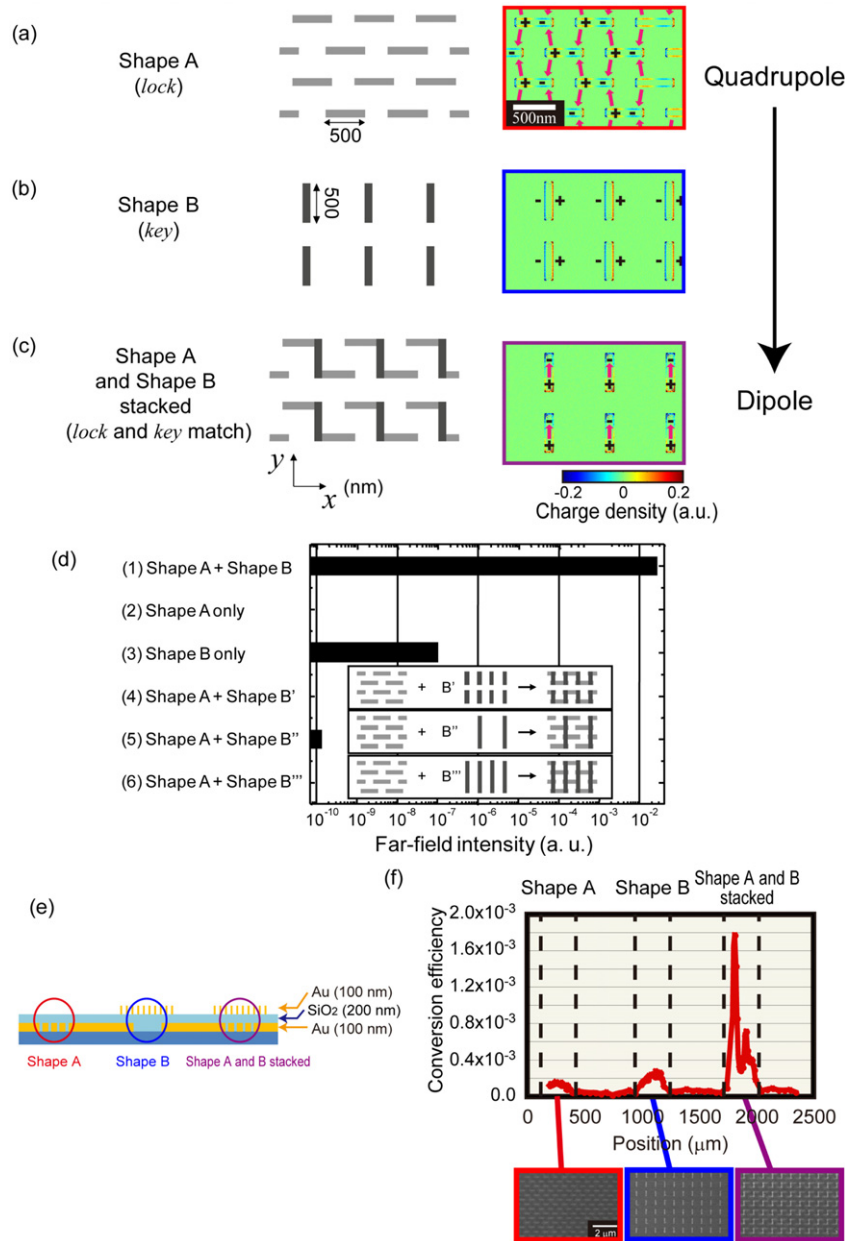 (a)
Shape A
(lock)
500
+ + +
- - - -
+ + +
- - -
500nm
Quadrupole
(b)
Shape B
(key)
500
- + - + - +
- + - + - +
(c)
Shape A
and Shape B
stacked
(lock and key match)
- - -
+ + +
- - -
+ + +
Dipole
y
x (nm)
-0.2 0 0.2
Charge density (a.u.)
(d)
(1) Shape A + Shape B
(2) Shape A only
(3) Shape B only
(4) Shape A + Shape B'
(5) Shape A + Shape B''
(6) Shape A + Shape B'''
+ B'
+ B''
+ B'''
10⁻¹⁰ 10⁻⁹ 10⁻⁸ 10⁻⁷ 10⁻⁶ 10⁻⁵ 10⁻⁴ 10⁻³ 10⁻²
Far-field intensity (a. u.)
(e)
Au (100 nm)
SiO₂ (200 nm)
Au (100 nm)
Shape A Shape B Shape A and B stacked
(f)
Shape A Shape B Shape A and B
stacked
Conversion efficiency
2.0x10⁻³
1.6x10⁻³
1.2x10⁻³
0.8x10⁻³
0.4x10⁻³
0.0
0 500 1000 1500 2000 2500
Position (μm)
2 μm